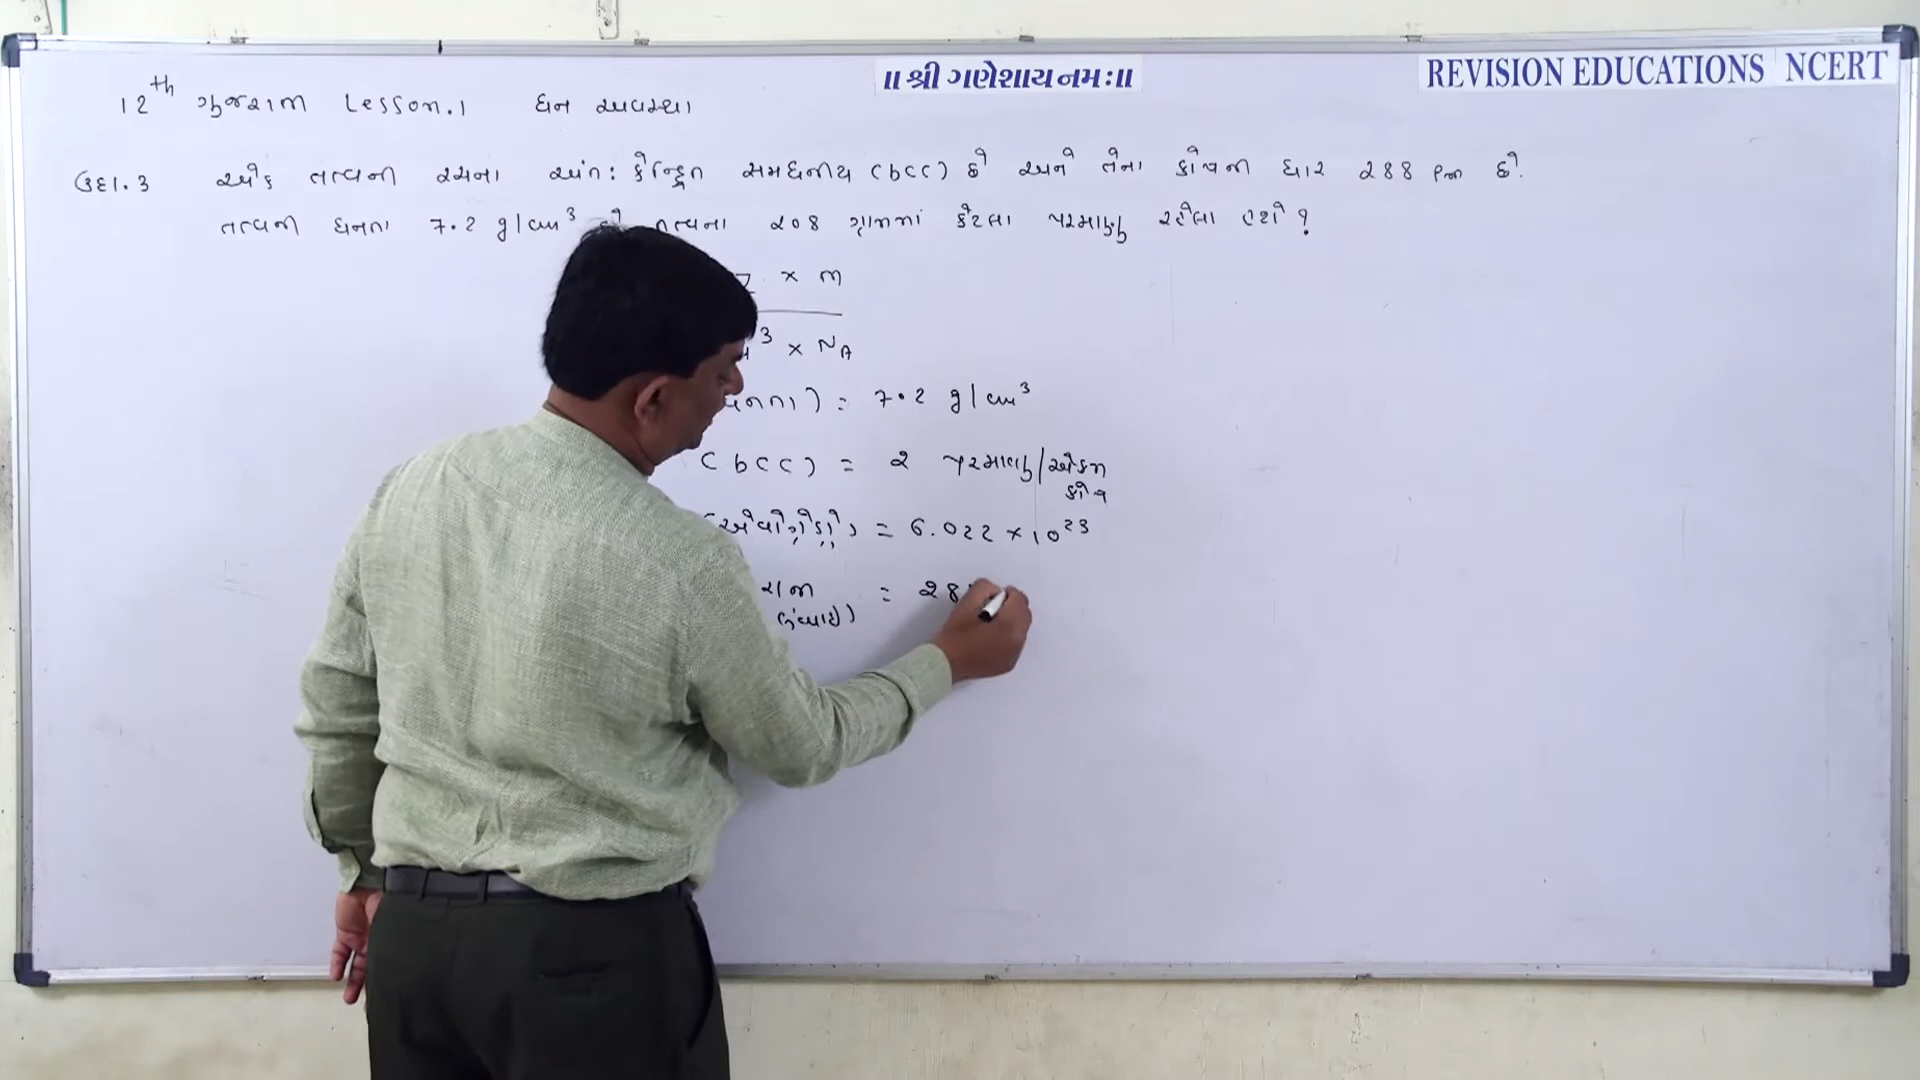 ॥ શ્રી ગણેશાય નમઃ॥
REVISION EDUCATIONS NCERT
12th ગુજરાતી Lesson.1 ઘન અવસ્થા
ઉદા.3 એક તત્વની રચના અંત: કેન્દ્રિત સમઘનીય (bcc) છે અને તેના કોષની ધાર 288 pm છે.
તત્વની ઘનતા 7.2 g/cm3 તત્વના 208 ગ્રામમાં કેટલા પરમાણુ રહેલા હશે?
Z × m
3 × NA
ઘનતા) = 7.2 g/cm3
(bcc) = 2 પરમાણુ/એકમ
કોષ
(એવોગેડ્રો) = 6.022 × 1023
= 28
લંબાઈ)